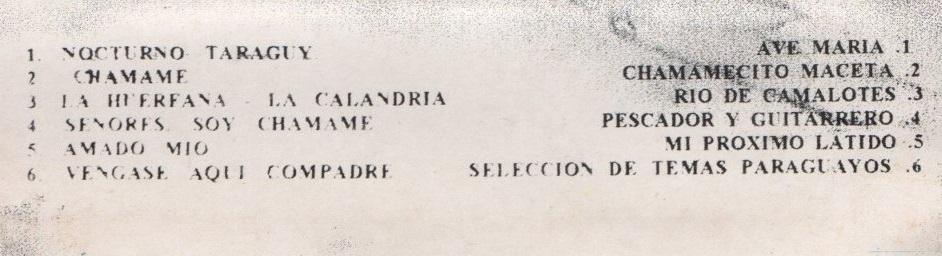 1. NOCTURNO TARAGUY
2 CHAMAME
3 LA HUERFANA - LA CALANDRIA
4 SENORES. SOY CHAMAME
5 AMADO MIO
6. VENGASE AQUI COMPADRE
AVE MARIA .1
CHAMAMECITO MACETA .2
RIO DE CAMALOTES .3
PESCADOR Y GUITARRERO .4
MI PROXIMO LATIDO .5
SELECCION DE TEMAS PARAGUAYOS .6